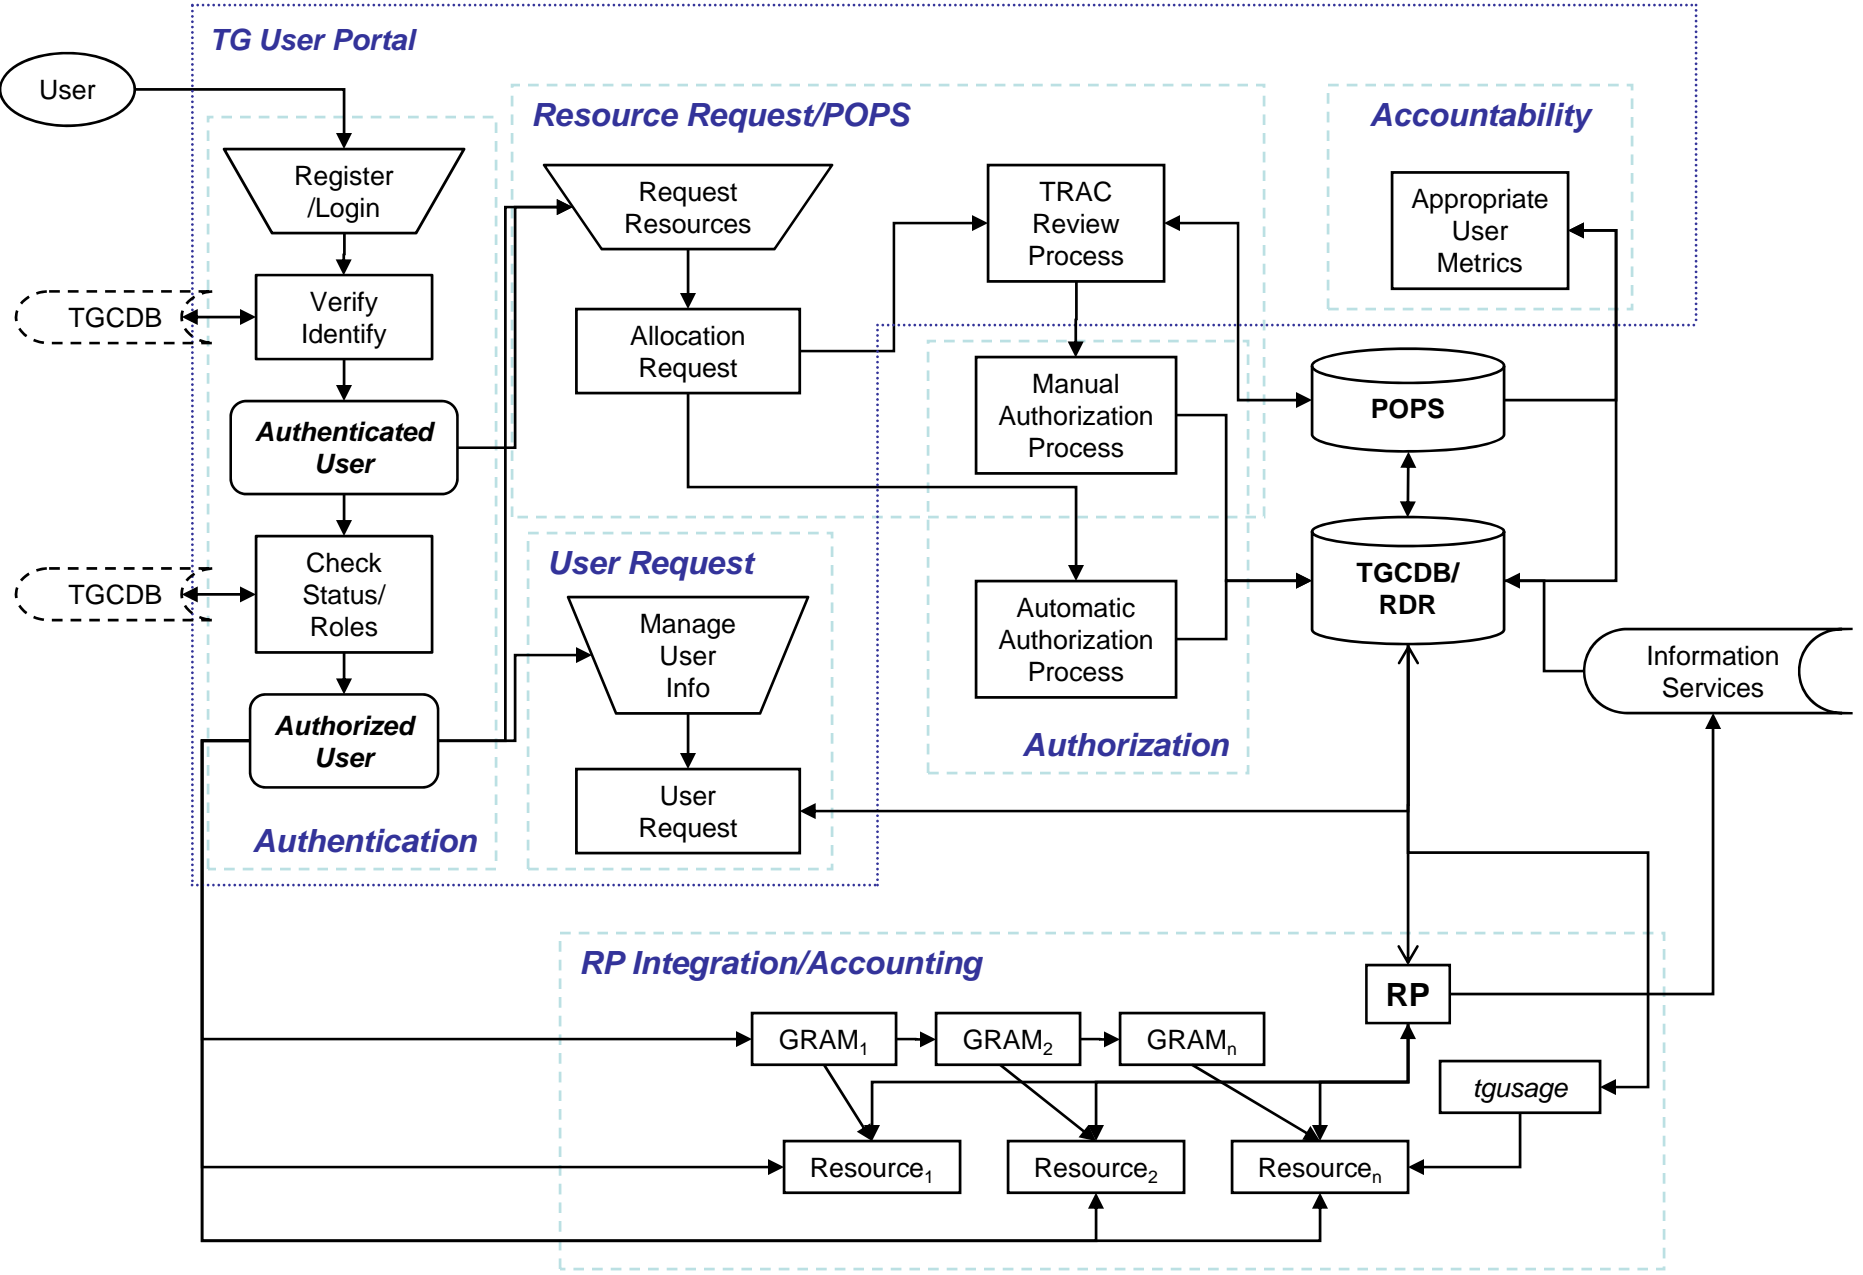 TG User Portal
User
Resource Request/POPS
Accountability
Register
/Login
Request
Resources
TRAC
Review
Process
Appropriate
User
Metrics
TGCDB
Verify
Identify
Allocation
Request
Manual
Authorization
Process
POPS
Authenticated
User
TGCDB
Check
Status/
Roles
User Request
Manage
User
Info
Automatic
Authorization
Process
TGCDB/
RDR
Information
Services
Authorized
User
Authorization
User
Request
Authentication
RP Integration/Accounting
RP
GRAM1
GRAM2
GRAMn
tgusage
Resource1
Resource2
Resourcen